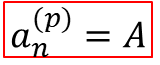 $a_n^{(p)} = A$